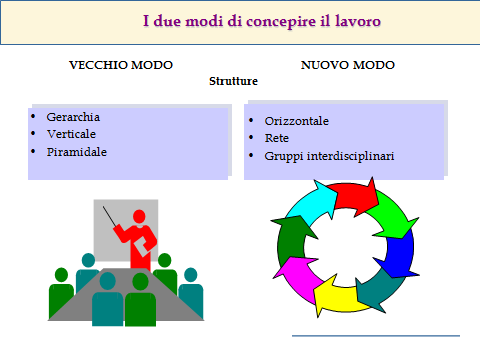 I due modi di concepire il lavoro
VECCHIO MODO
NUOVO MODO
Strutture
• Gerarchia
• Verticale
• Piramidale
• Orizzontale
• Rete
• Gruppi interdisciplinari